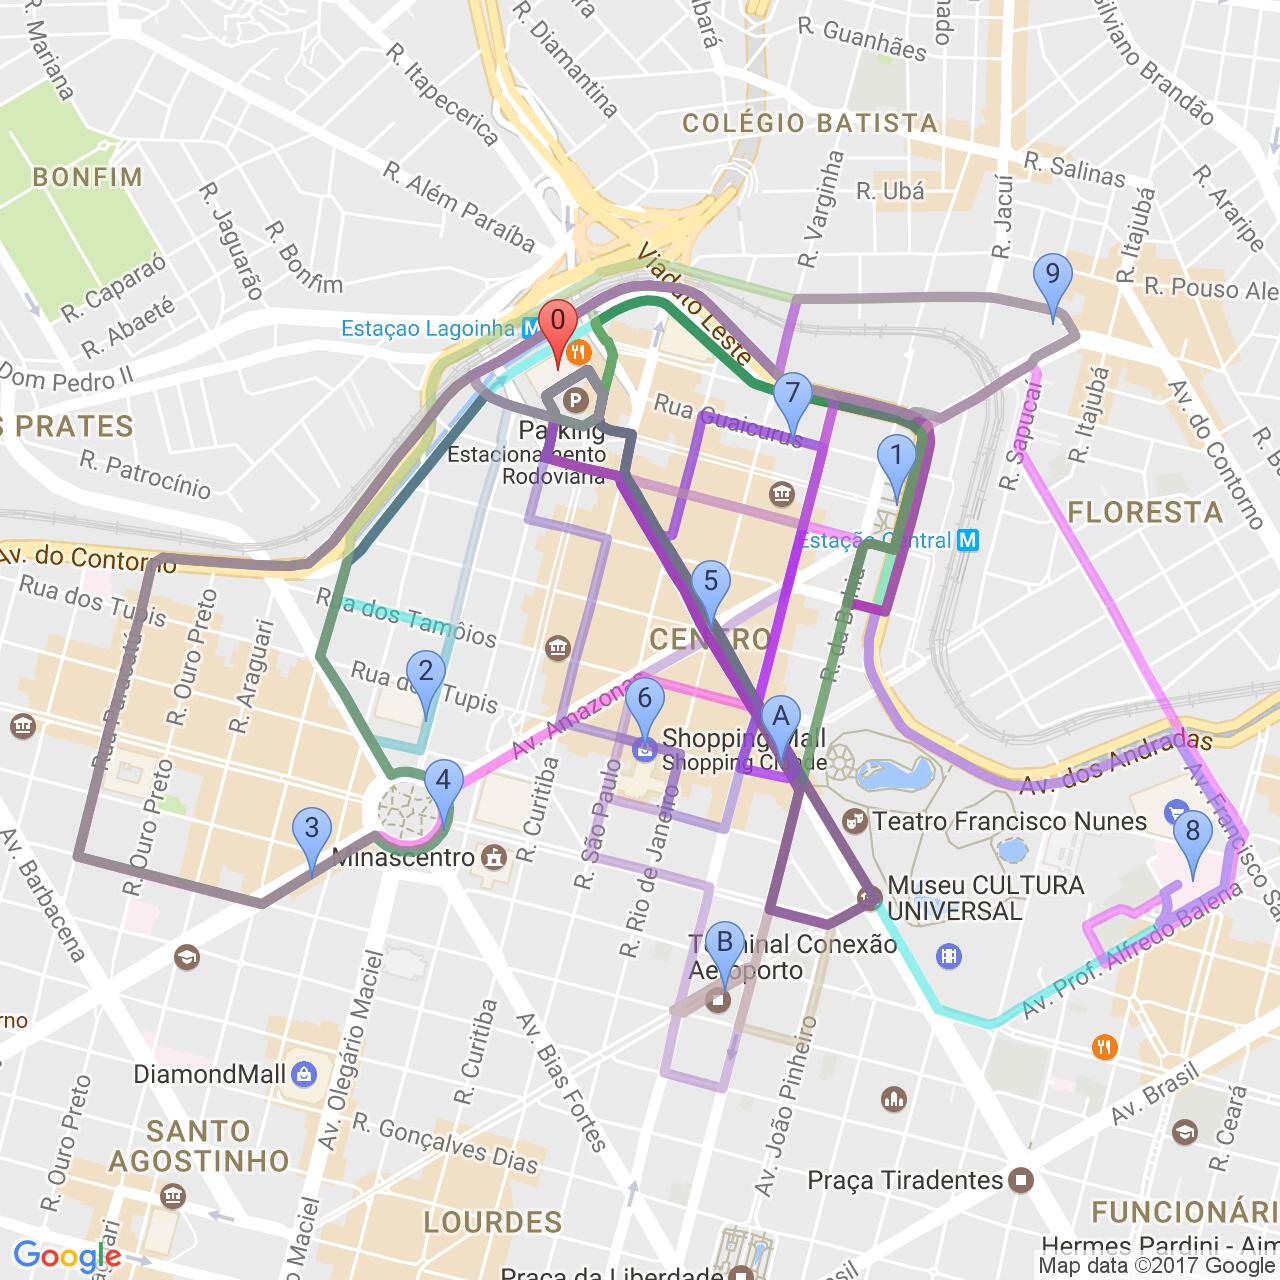 R. Mariana
R. Itapecerica
R. Diamantina
R. Guanhães
Silviano Brandão
COLÉGIO BATISTA
R. Salinas
R. Araripe
BONFIM
R. Além Paraíba
R. Varginha
R. Ubá
R. Jacuí
R. Itajubá
R. Jaguarão
R. Bonfim
R. Caparaó
R. Abaeté
Viaduto Leste
9
R. Pouso Ale
Estaçao Lagoinha M
0
Dom Pedro II
7
Rua Guaicurus
R. Sapucaí
R. Itajubá
Av. do Contorno
S PRATES
P
Parking
Estacionamento
Rodoviaria
R. Patrocínio
1
FLORESTA
Estação Central M
Av. do Contorno
Rua dos Tupis
Rua dos Tamôios
5
CENTRO
R. da Bahia
R. Ouro Preto
R. Araguari
Rua Paracatu
2
Rua dos Tupis
6
Av. Amazonas
A
Shopping Mall
Shopping Cidade
Av. dos Andradas
4
R. Curitiba
R. São Paulo
R. Rio de Janeiro
3
R. Ouro Preto
Minascentro
Teatro Francisco Nunes
8
Av. Francisco Sa
Av. Barbacena
Museu CULTURA
UNIVERSAL
Av. Prof. Alfredo Balena
B
Terminal Conexão
Aeroporto
orno
Av. Olegário Maciel
R. Curitiba
Av. Bias Fortes
Av. João Pinheiro
DiamondMall
R. Ouro Preto
Av. Brasil
R. Ceará
SANTO
AGOSTINHO
R. Gonçalves Dias
Praça Tiradentes
LOURDES
FUNCIONÁRI
Maciel
Hermes Pardini - Aim
Google
Praça da Liberdade
Map data ©2017 Google